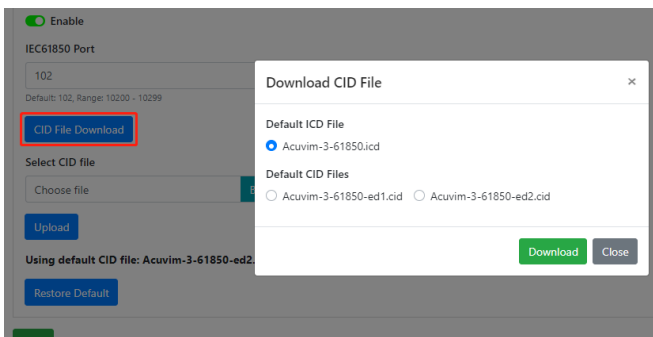 Enable
IEC61850 Port
102
Default: 102, Range: 10200 - 10299
CID File Download
Select CID file
Choose file
Upload
Using default CID file: Acuvim-3-61850-ed2.
Restore Default
Download CID File
×
Default ICD File
Acuvim-3-61850.icd
Default CID Files
Acuvim-3-61850-ed1.cid Acuvim-3-61850-ed2.cid
Download Close